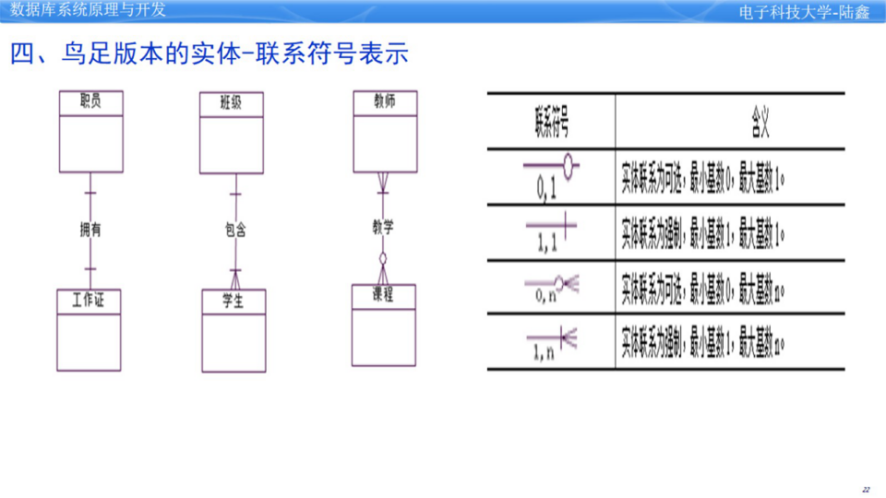 数据库系统原理与开发
电子科技大学-陆鑫
四、鸟足版本的实体-联系符号表示
职员
班级
教师
拥有
包含
教学
工作证
学生
课程
联系符号 含义
0,1 实体联系为可选，最小基数0，最大基数1。
1,1 实体联系为强制，最小基数1，最大基数1。
0,n 实体联系为可选，最小基数0，最大基数n。
1,n 实体联系为强制，最小基数1，最大基数n。
22